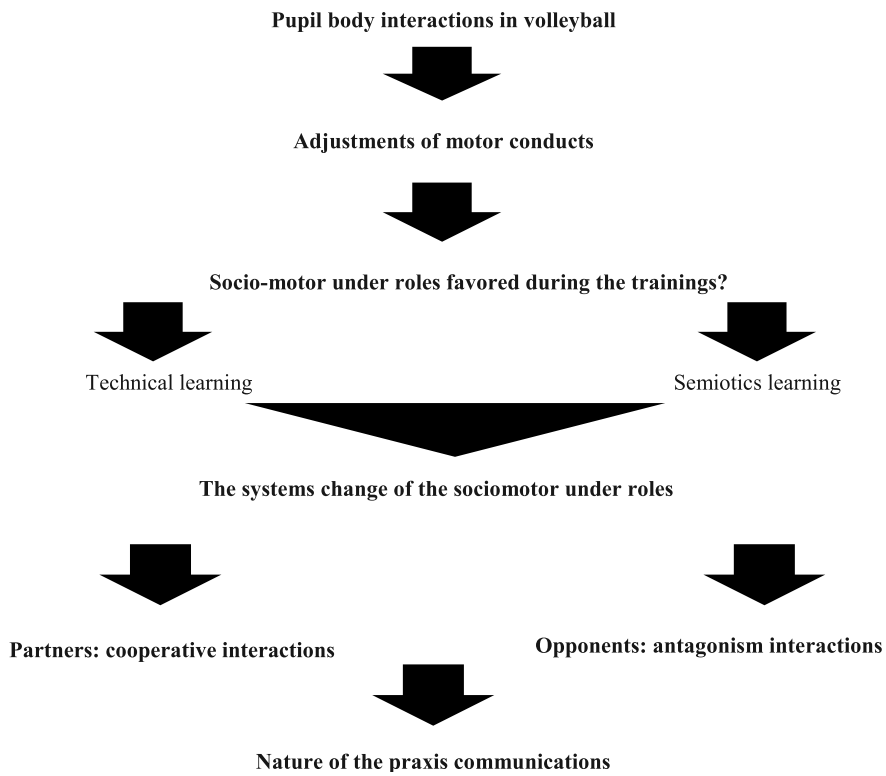 Pupil body interactions in volleyball
Adjustments of motor conducts
Socio-motor under roles favored during the trainings?
Technical learning
Semiotics learning
The systems change of the sociomotor under roles
Partners: cooperative interactions
Opponents: antagonism interactions
Nature of the praxis communications